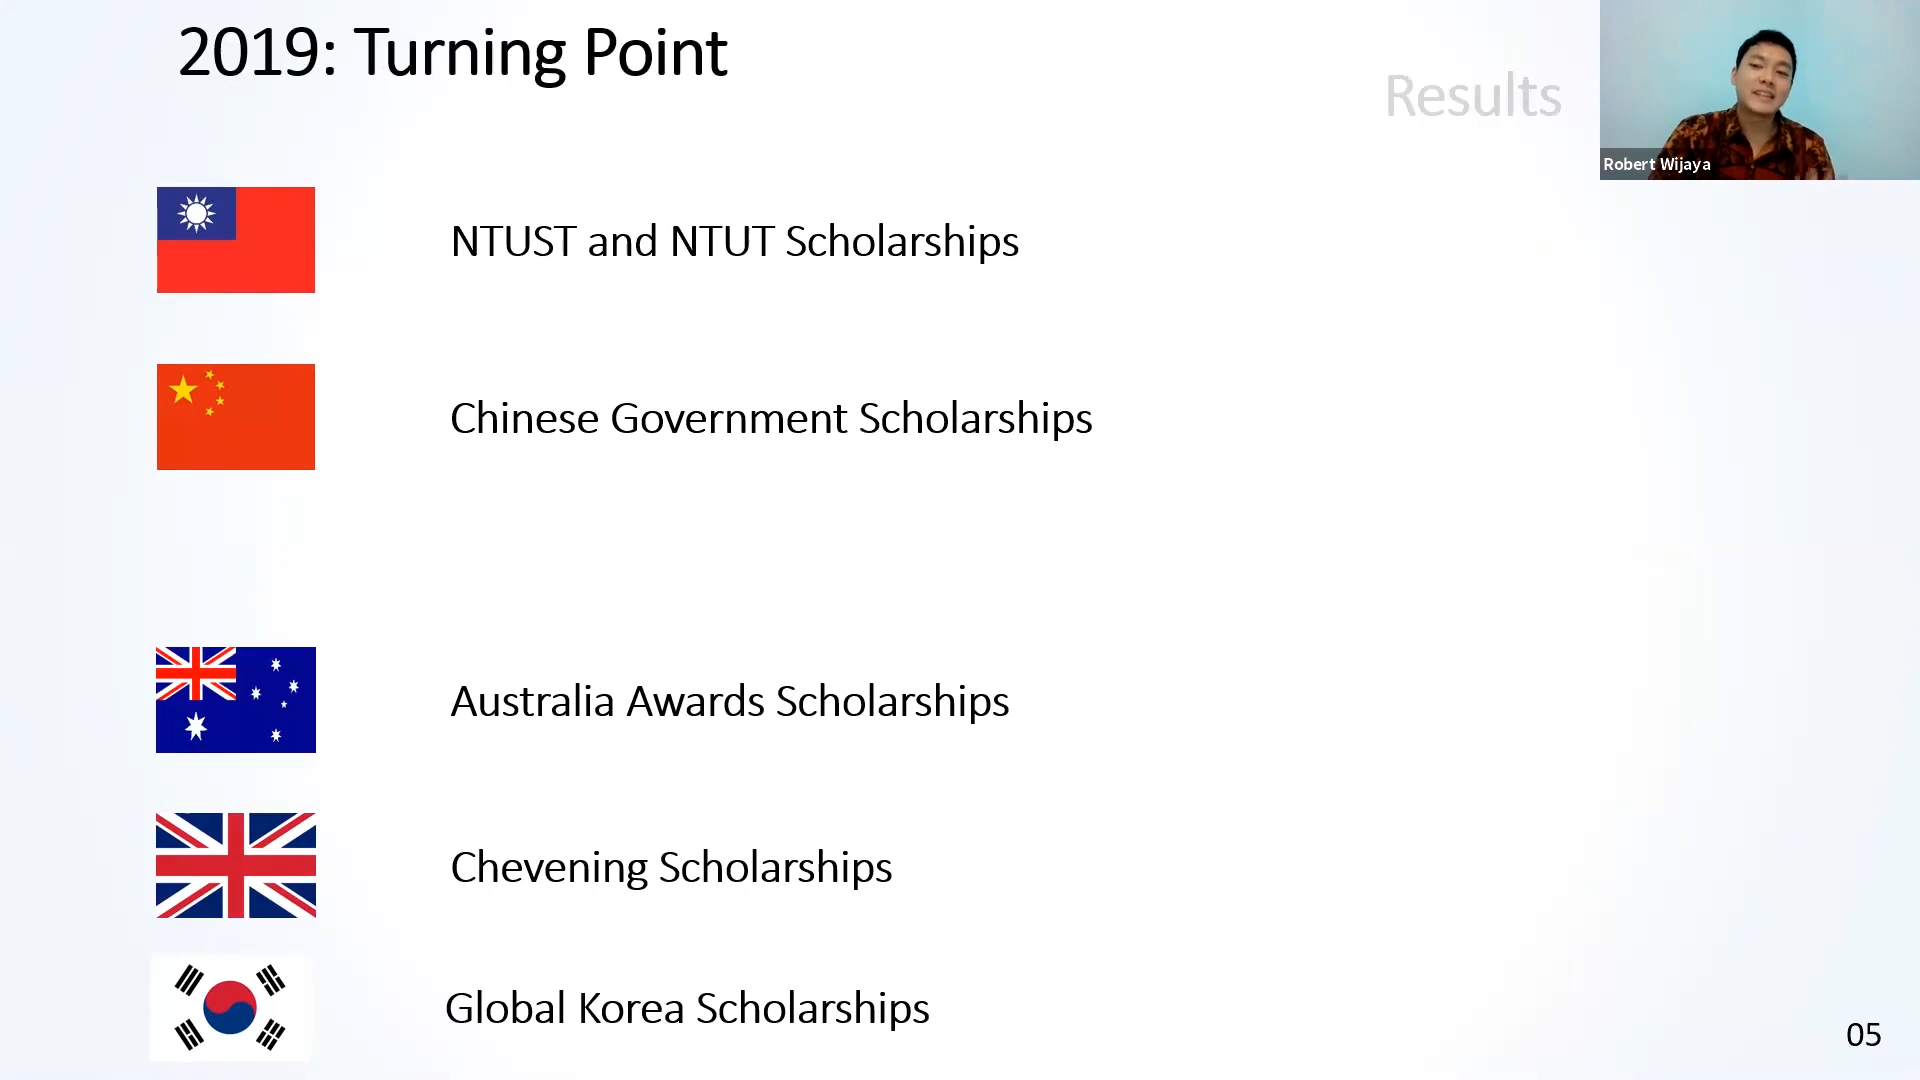 2019: Turning Point
Results
Robert Wijaya
NTUST and NTUT Scholarships
Chinese Government Scholarships
Australia Awards Scholarships
Chevening Scholarships
Global Korea Scholarships
05